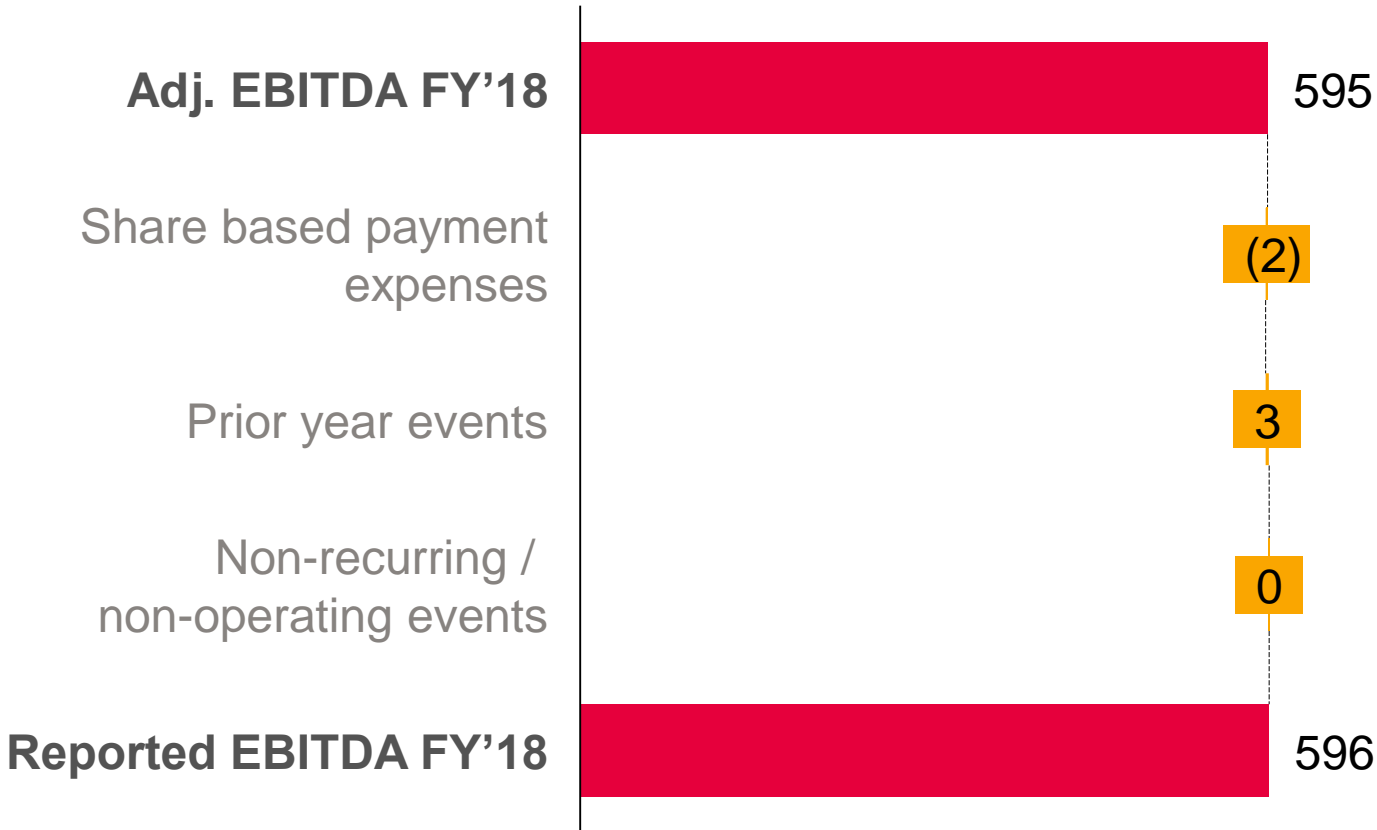 Adj. EBITDA FY’18
595
Share based payment
expenses
(2)
Prior year events
3
Non-recurring /
non-operating events
0
Reported EBITDA FY’18
596